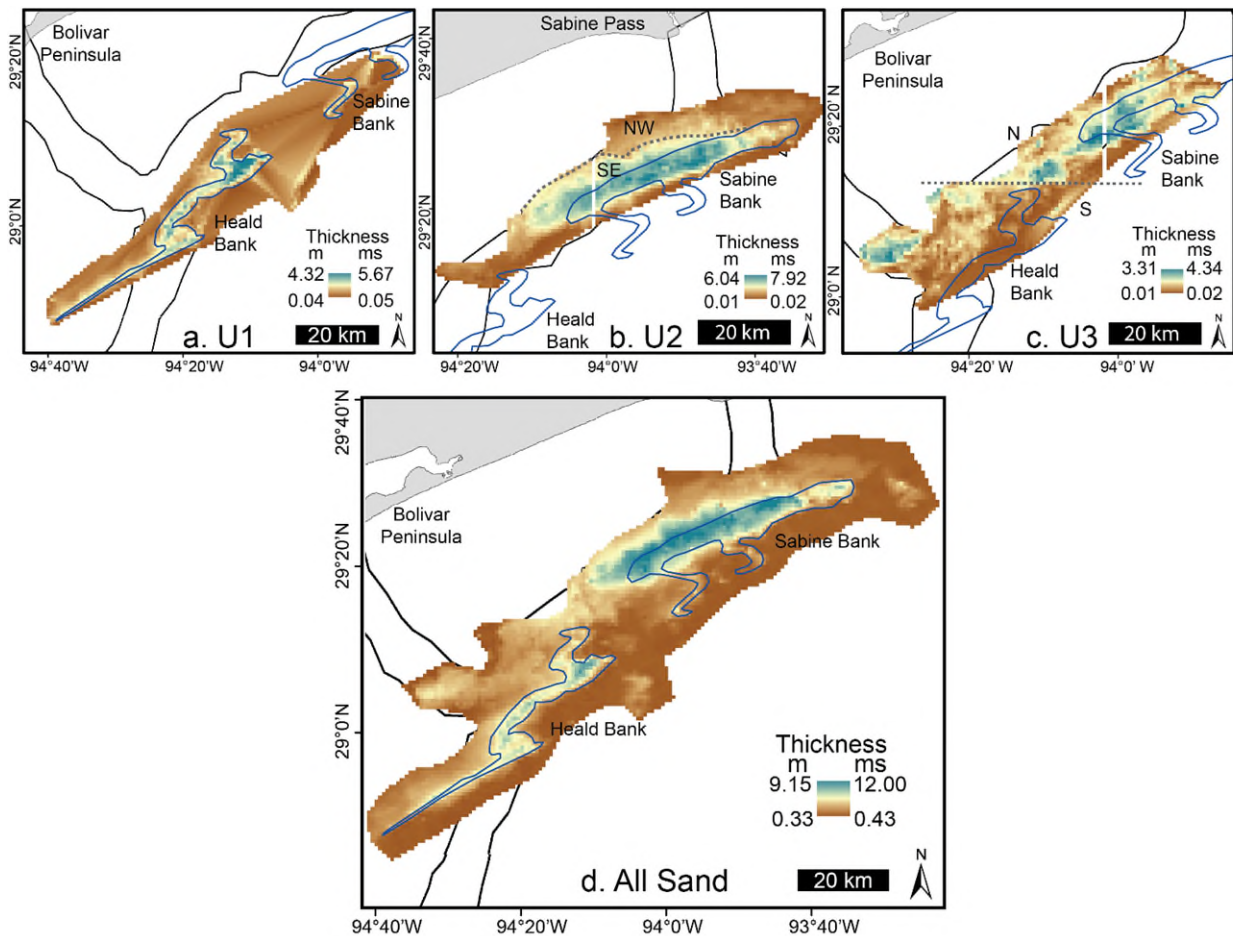 Bolivar
Peninsula
29°20'N
29°0'N
Sabine
Bank
Heald
Bank
Thickness
m ms
4.32 5.67
0.04 0.05
20 km
N
a. U1
94°40'W 94°20'W 94°0'W
Sabine Pass
29°40'N
29°20'N
NW
SE
Sabine
Bank
Heald
Bank
Thickness
m ms
6.04 7.92
0.01 0.02
20 km
N
b. U2
94°20'W 94°0'W 93°40'W
Bolivar
Peninsula
29°20'N
29°0'N
N
S
Sabine
Bank
Heald
Bank
Thickness
m ms
3.31 4.34
0.01 0.02
20 km
N
c. U3
94°20'W 94°0'W
29°40'N
29°20'N
29°0'N
Bolivar
Peninsula
Sabine Bank
Heald Bank
Thickness
m ms
9.15 12.00
0.33 0.43
20 km
N
d. All Sand
94°40'W 94°20'W 94°0'W 93°40'W